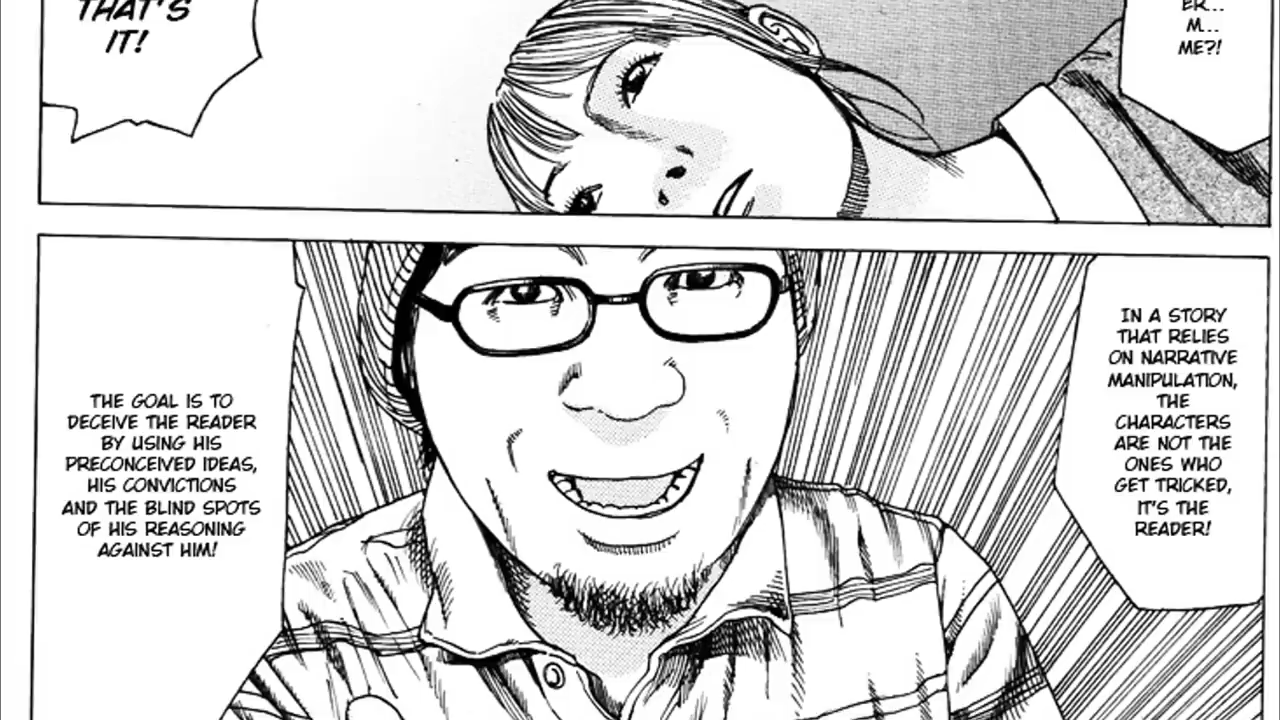 ER...
M...
ME?!
THAT'S
IT!
IN A STORY
THAT RELIES
ON NARRATIVE
MANIPULATION,
THE
CHARACTERS
ARE NOT THE
ONES WHO
GET TRICKED,
IT'S THE
READER!
THE GOAL IS TO
DECEIVE THE READER
BY USING HIS
PRECONCEIVED IDEAS,
HIS CONVICTIONS
AND THE BLIND SPOTS
OF HIS REASONING
AGAINST HIM!